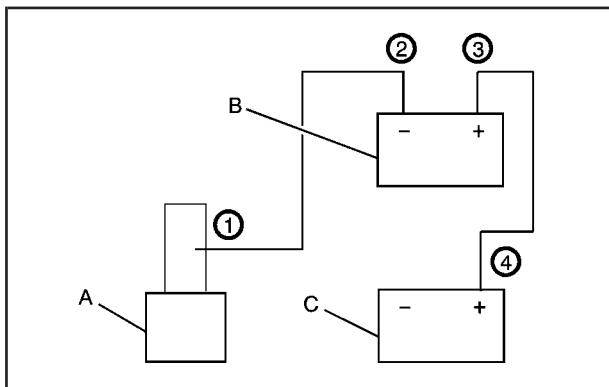 ② ③
B
− +
①
④
A
C
− +